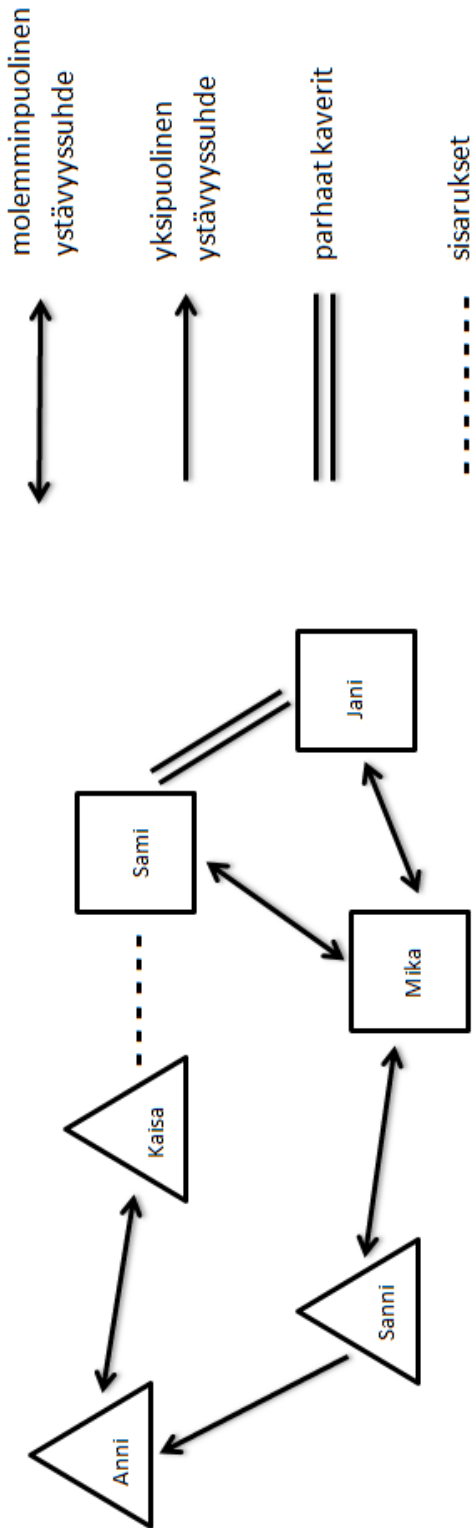 molemminpuolinen
ystävyyssuhde
yksipuolinen
ystävyyssuhde
parhaat kaverit
sisarukset
Anni
Kaisa
Sami
Sanni
Mika
Jani